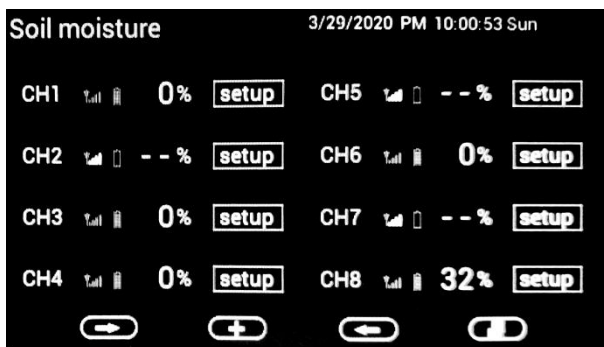 Soil moisture 3/29/2020 PM 10:00:53 Sun
CH1 0% setup CH5 --% setup
CH2 --% setup CH6 0% setup
CH3 0% setup CH7 --% setup
CH4 0% setup CH8 32% setup